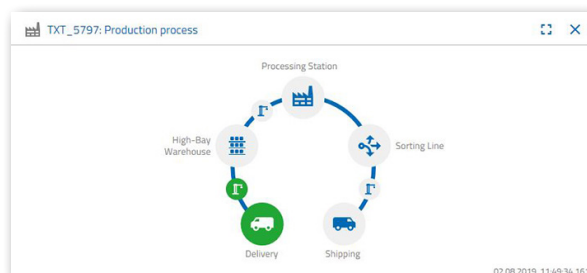 TXT_5797: Production process
Processing Station
High-Bay
Warehouse
Sorting Line
Delivery
Shipping